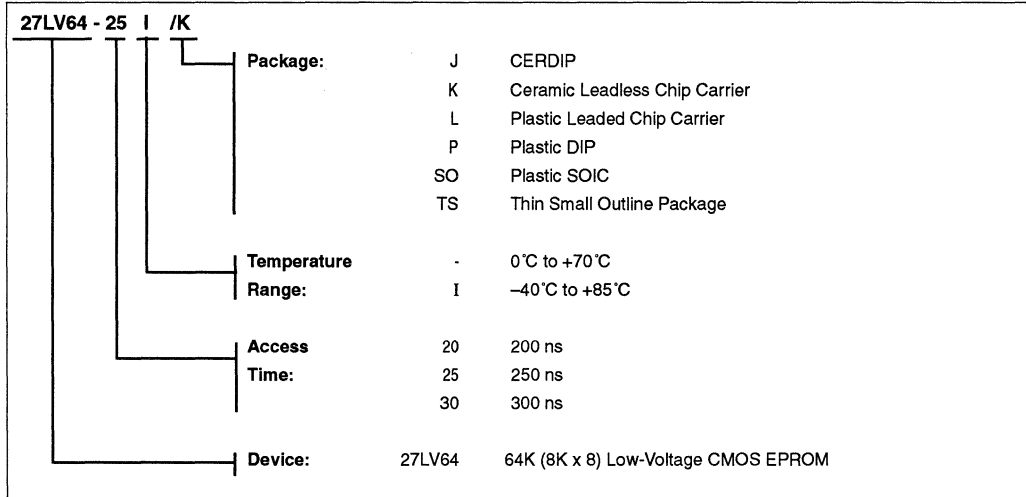 27LV64 - 25 I /K
Package: J CERDIP
K Ceramic Leadless Chip Carrier
L Plastic Leaded Chip Carrier
P Plastic DIP
SO Plastic SOIC
TS Thin Small Outline Package
Temperature - 0°C to +70°C
Range: I –40°C to +85°C
Access 20 200 ns
Time: 25 250 ns
30 300 ns
Device: 27LV64 64K (8K x 8) Low-Voltage CMOS EPROM